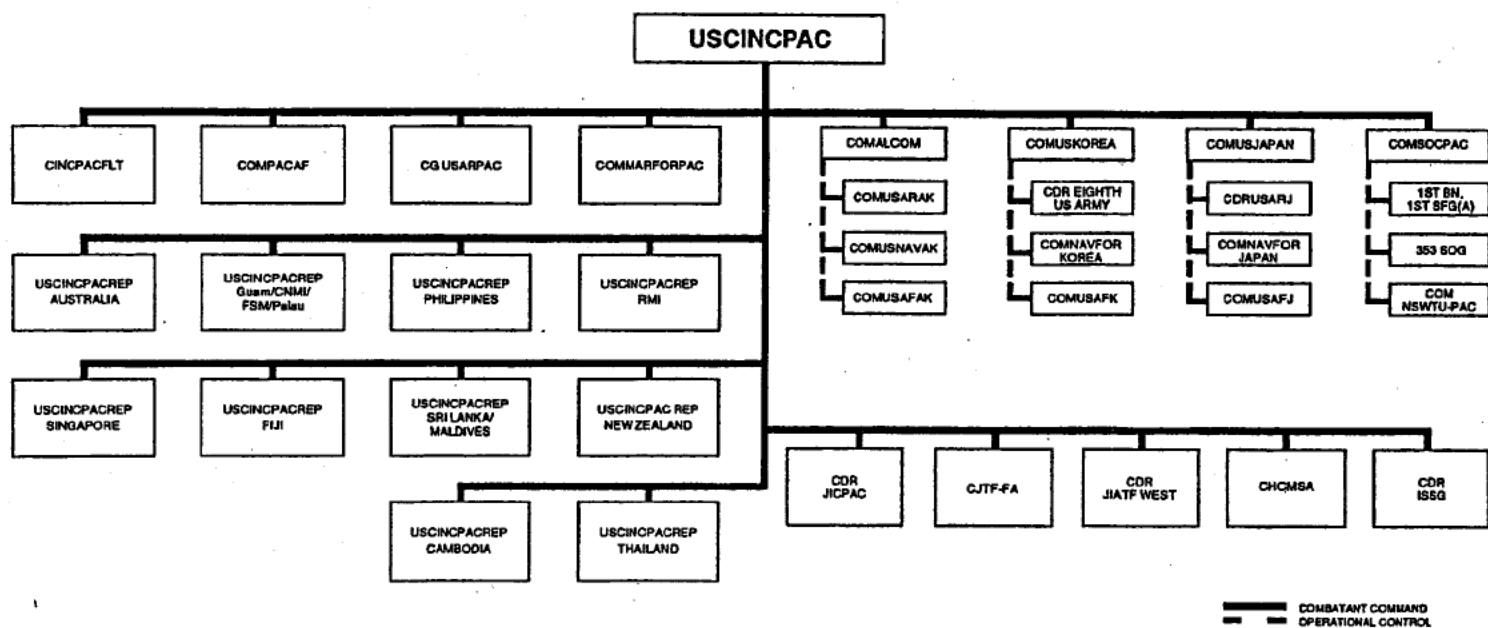 USCINCPAC
CINCPACFLT
COMPACAF
CG USARPAC
COMMARFORPAC
COMALCOM
COMUSKOREA
COMUSJAPAN
COMSOCPAC
COMUSARAK
CDR EIGHTH
US ARMY
CDRUSARJ
1ST BN,
1ST SFG(A)
COMUSNAVAK
COMNAVFOR
KOREA
COMNAVFOR
JAPAN
353 SOG
COMUSAFAK
COMUSAFK
COMUSAFJ
COM
NSWTU-PAC
USCINCPACREP
AUSTRALIA
USCINCPACREP
Guam/CNMI/
FSM/Palau
USCINCPACREP
PHILIPPINES
USCINCPACREP
RMI
USCINCPACREP
SINGAPORE
USCINCPACREP
FIJI
USCINCPACREP
SRI LANKA/
MALDIVES
USCINCPAC REP
NEW ZEALAND
CDR
JICPAC
CJTF-FA
CDR
JIATF WEST
CHCMSA
CDR
ISSG
USCINCPACREP
CAMBODIA
USCINCPACREP
THAILAND
COMBATANT COMMAND
OPERATIONAL CONTROL